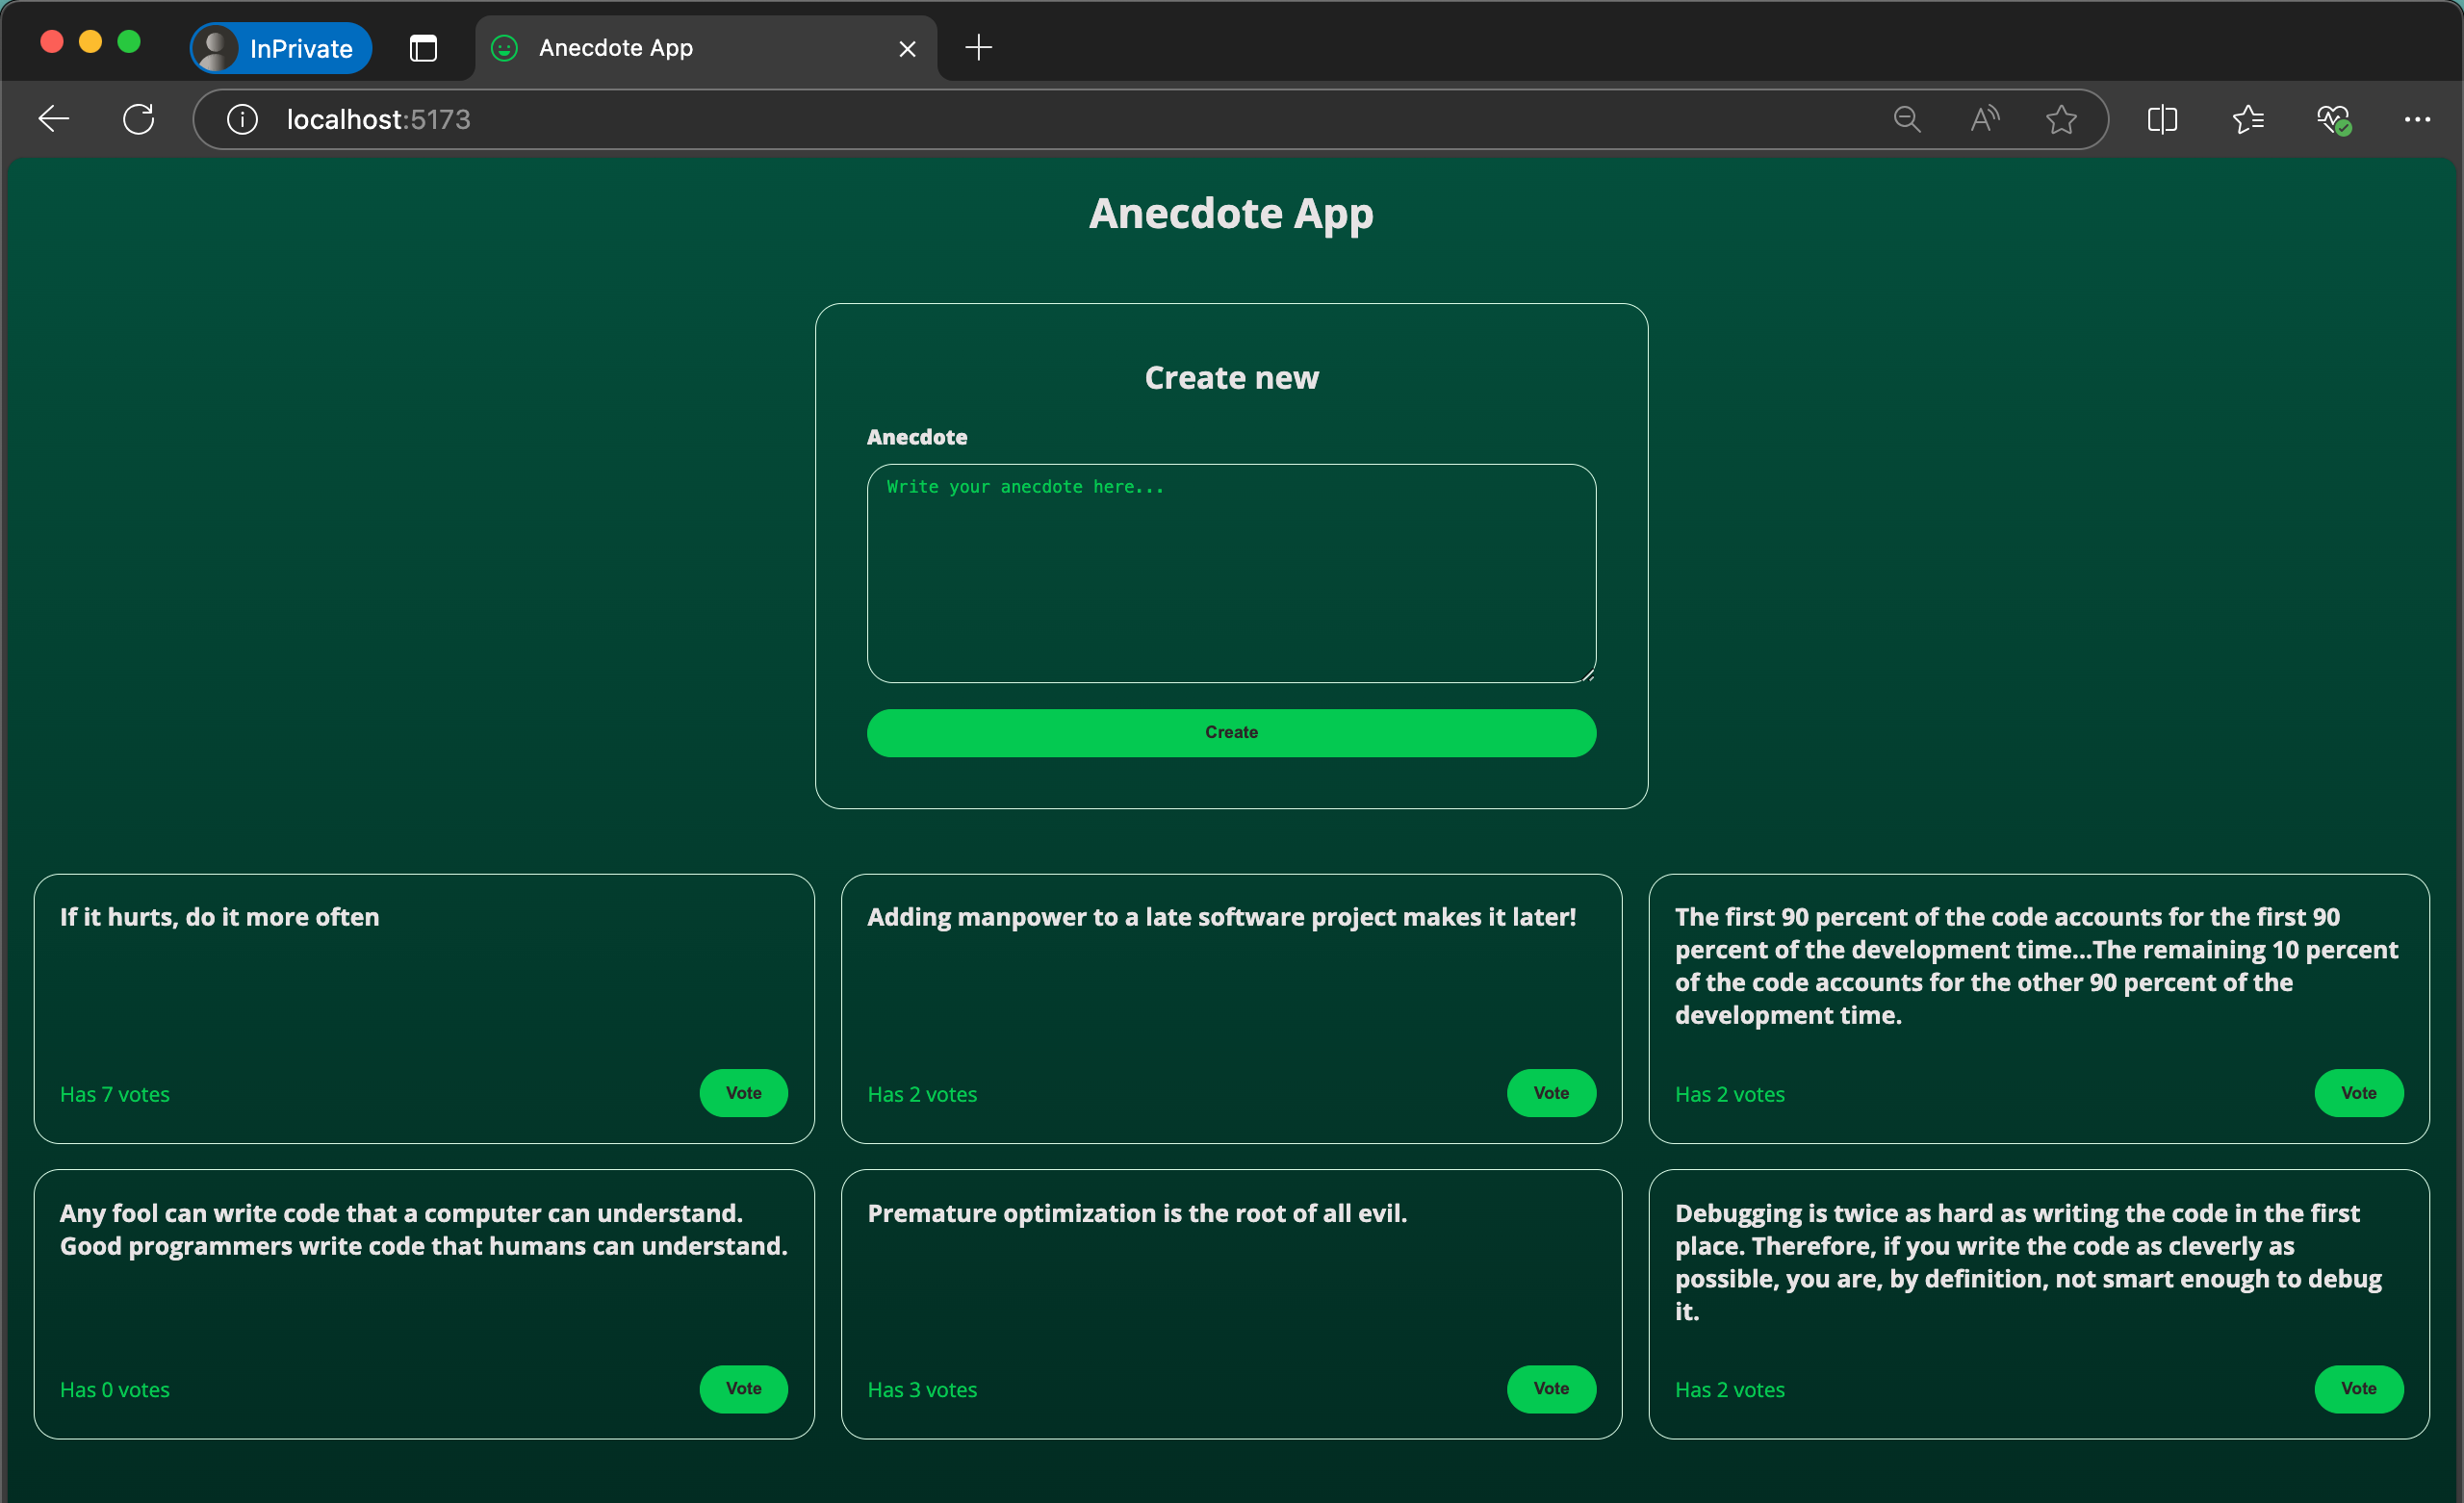 InPrivate
Anecdote App
localhost:5173
Anecdote App
Create new
Anecdote
Write your anecdote here...
Create
If it hurts, do it more often
Has 7 votes
Vote
Adding manpower to a late software project makes it later!
Has 2 votes
Vote
The first 90 percent of the code accounts for the first 90
percent of the development time...The remaining 10 percent
of the code accounts for the other 90 percent of the
development time.
Has 2 votes
Vote
Any fool can write code that a computer can understand.
Good programmers write code that humans can understand.
Has 0 votes
Vote
Premature optimization is the root of all evil.
Has 3 votes
Vote
Debugging is twice as hard as writing the code in the first
place. Therefore, if you write the code as cleverly as
possible, you are, by definition, not smart enough to debug
it.
Has 2 votes
Vote